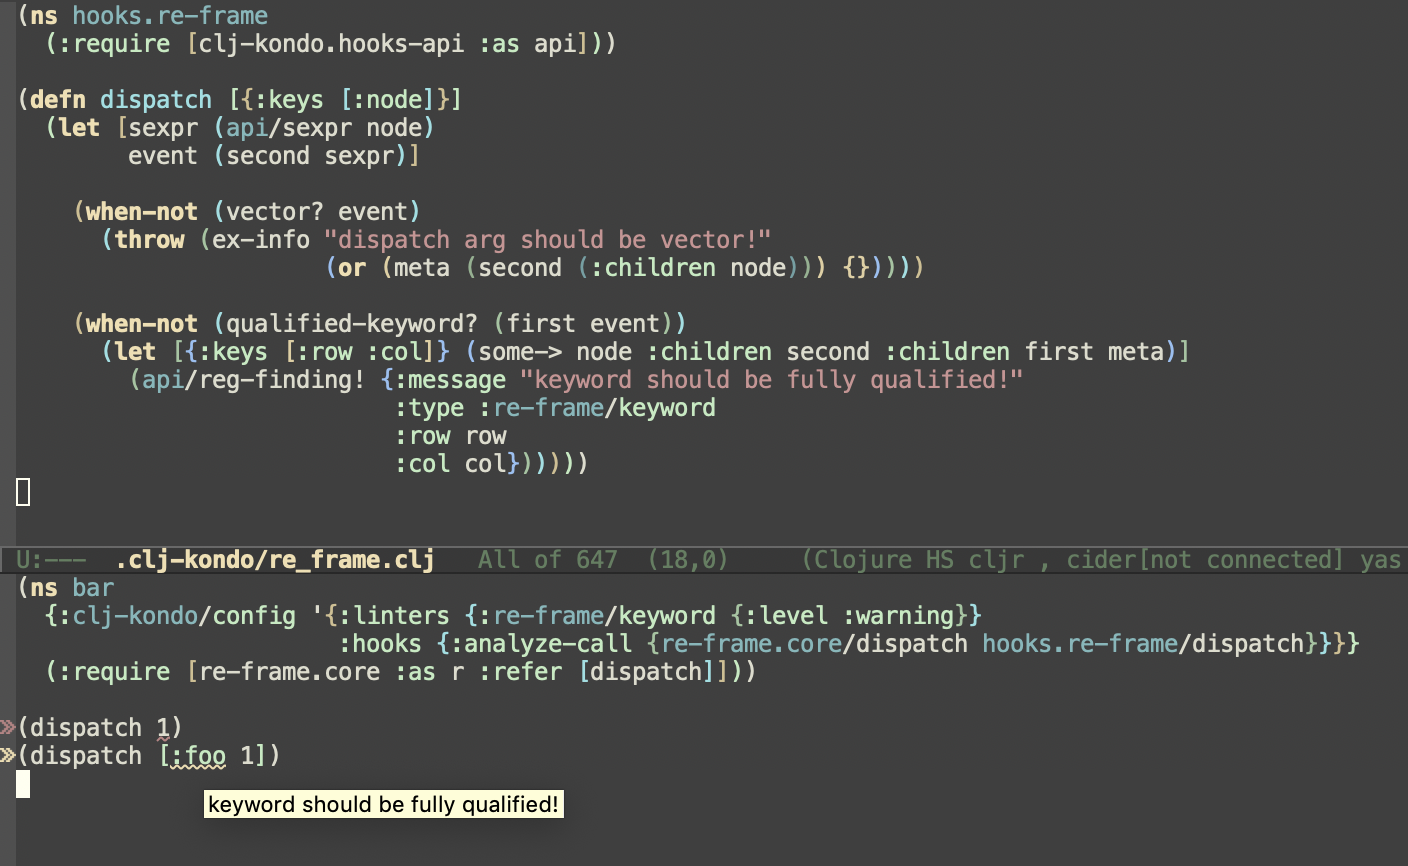 (ns hooks.re-frame
  (:require [clj-kondo.hooks-api :as api]))

(defn dispatch [{:keys [:node]}]
  (let [sexpr (api/sexpr node)
        event (second sexpr)]

    (when-not (vector? event)
      (throw (ex-info "dispatch arg should be vector!"
                      (or (meta (second (:children node))) {}))))

    (when-not (qualified-keyword? (first event))
      (let [{:keys [:row :col]} (some-> node :children second :children first meta)]
        (api/reg-finding! {:message "keyword should be fully qualified!"
                           :type :re-frame/keyword
                           :row row
                           :col col})))))

U:---  .clj-kondo/re_frame.clj   All of 647  (18,0)     (Clojure HS cljr , cider[not connected] yas
(ns bar
  {:clj-kondo/config '{:linters {:re-frame/keyword {:level :warning}}
                       :hooks {:analyze-call {re-frame.core/dispatch hooks.re-frame/dispatch}}}}
  (:require [re-frame.core :as r :refer [dispatch]]))

»(dispatch 1)
»(dispatch [:foo 1])
keyword should be fully qualified!